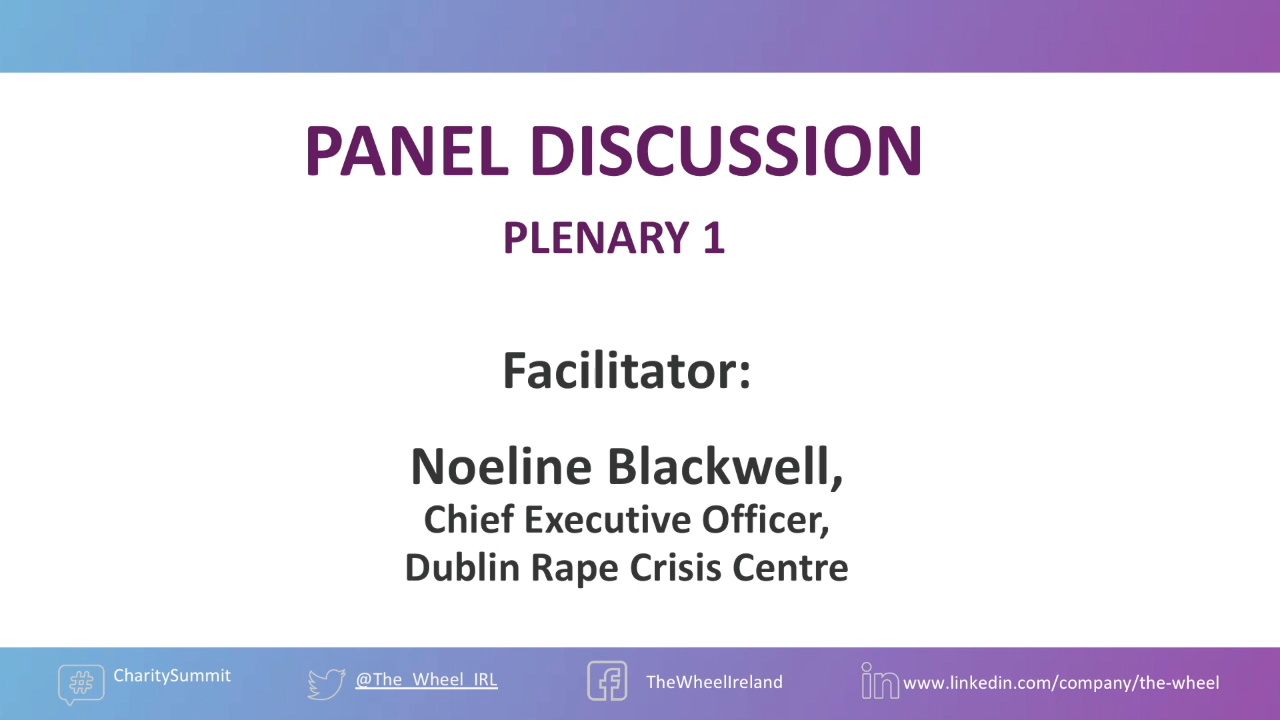 PANEL DISCUSSION
PLENARY 1
Facilitator:
Noeline Blackwell,
Chief Executive Officer,
Dublin Rape Crisis Centre
# CharitySummit
@The_Wheel_IRL
TheWheelIreland
in www.linkedin.com/company/the-wheel